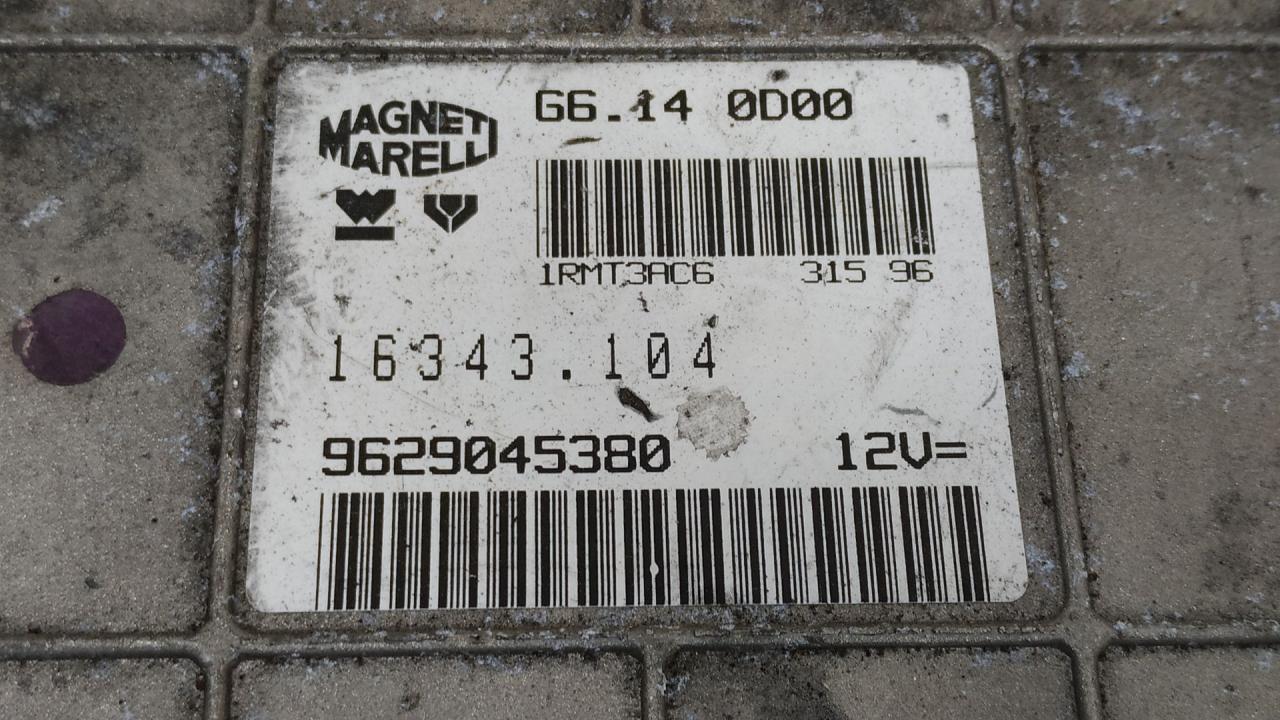 MAGNETI
MARELLI
G6.14 0D00
1RMT3AC6 315 96
16343.104
9629045380 12V=